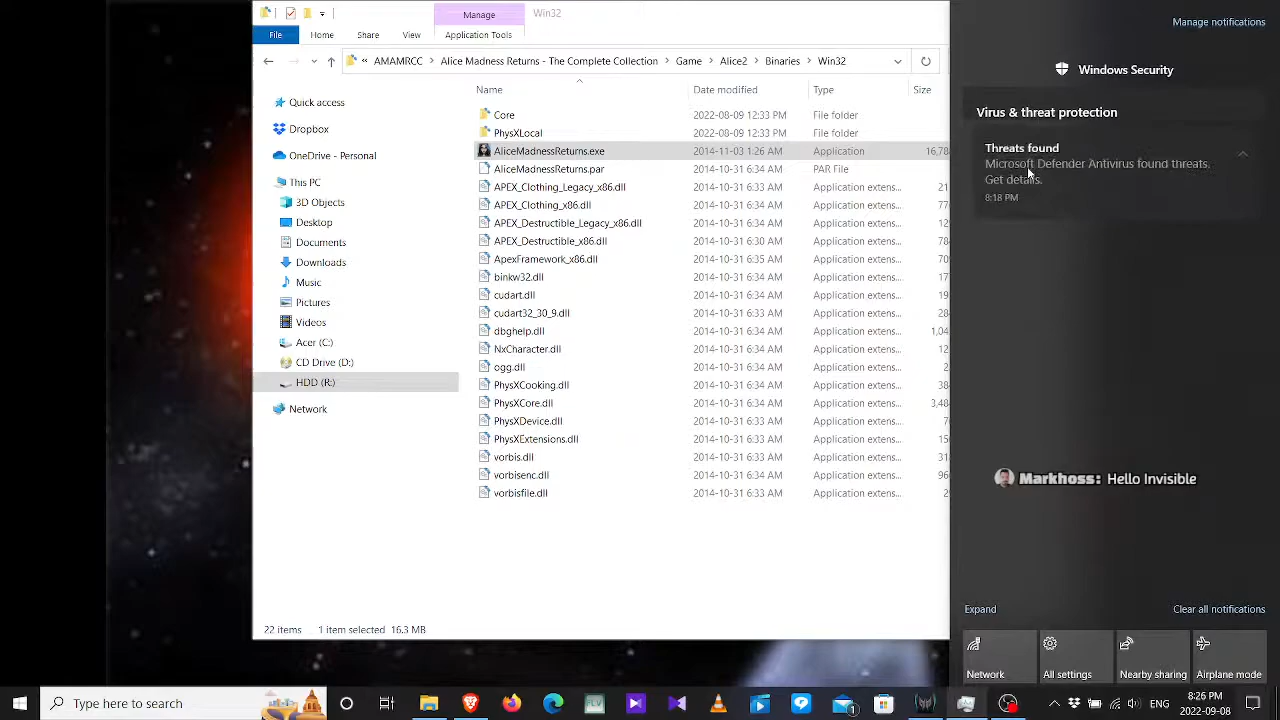 Manage
Win32
File
Home
Share
View
Application Tools
« AMAMRCC > Alice Madness Returns - The Complete Collection > Game > Alice2 > Binaries > Win32
Name
Date modified
Type
Size
Quick access
Dropbox
OneDrive - Personal
This PC
3D Objects
Desktop
Documents
Downloads
Music
Pictures
Videos
Acer (C:)
CD Drive (D:)
HDD (R:)
Network
Core 2022-08-09 12:33 PM File folder
PhysXLocal 2022-08-09 12:33 PM File folder
AliceMadnessReturns.exe 2014-11-03 1:26 AM Application 16,78
AliceMadnessReturns.par 2014-10-31 6:34 AM PAR File
APEX_Clothing_Legacy_x86.dll 2014-10-31 6:34 AM Application extens... 21
APEX_Clothing_x86.dll 2014-10-31 6:34 AM Application extens... 77
APEX_Destructible_Legacy_x86.dll 2014-10-31 6:34 AM Application extens... 12
APEX_Destructible_x86.dll 2014-10-31 6:30 AM Application extens... 78
ApexFramework_x86.dll 2014-10-31 6:35 AM Application extens... 70
binkw32.dll 2014-10-31 6:34 AM Application extens... 17
cudart.dll 2014-10-31 6:34 AM Application extens... 19
cudart32_30_9.dll 2014-10-31 6:33 AM Application extens... 28
dbghelp.dll 2014-10-31 6:34 AM Application extens... 1,04
NxCharacter.dll 2014-10-31 6:34 AM Application extens... 12
ogg.dll 2014-10-31 6:34 AM Application extens... 2
PhysXCooking.dll 2014-10-31 6:34 AM Application extens... 38
PhysXCore.dll 2014-10-31 6:34 AM Application extens... 3,48
PhysXDevice.dll 2014-10-31 6:33 AM Application extens... 7
PhysXExtensions.dll 2014-10-31 6:33 AM Application extens... 15
vorbis.dll 2014-10-31 6:33 AM Application extens... 31
vorbisenc.dll 2014-10-31 6:34 AM Application extens... 96
vorbisfile.dll 2014-10-31 6:33 AM Application extens... 2
22 items 1 item selected 16.3 MB
Manage notifications
Windows Security
Virus & threat protection
Threats found
Microsoft Defender Antivirus found threats.
Get details.
8:18 PM
Markhoss: Hello Invisible
Expand
Clear all notifications
Network
All settings
Nearby sharing
Airplane mode
Type here to search
FLV
8:26 PM
2022-09-08